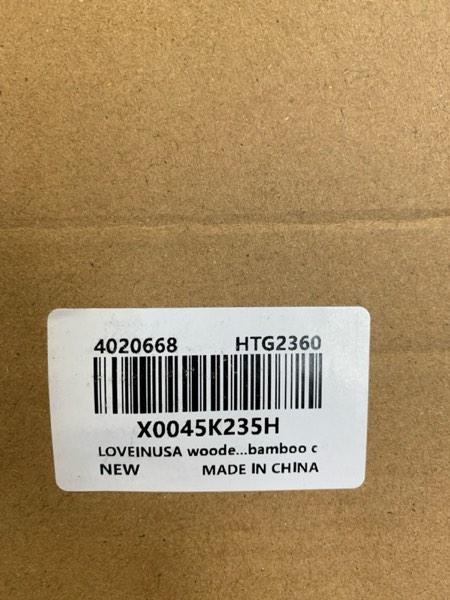 4020668 HTG2360
X0045K235H
LOVEINUSA woode...bamboo c
NEW MADE IN CHINA